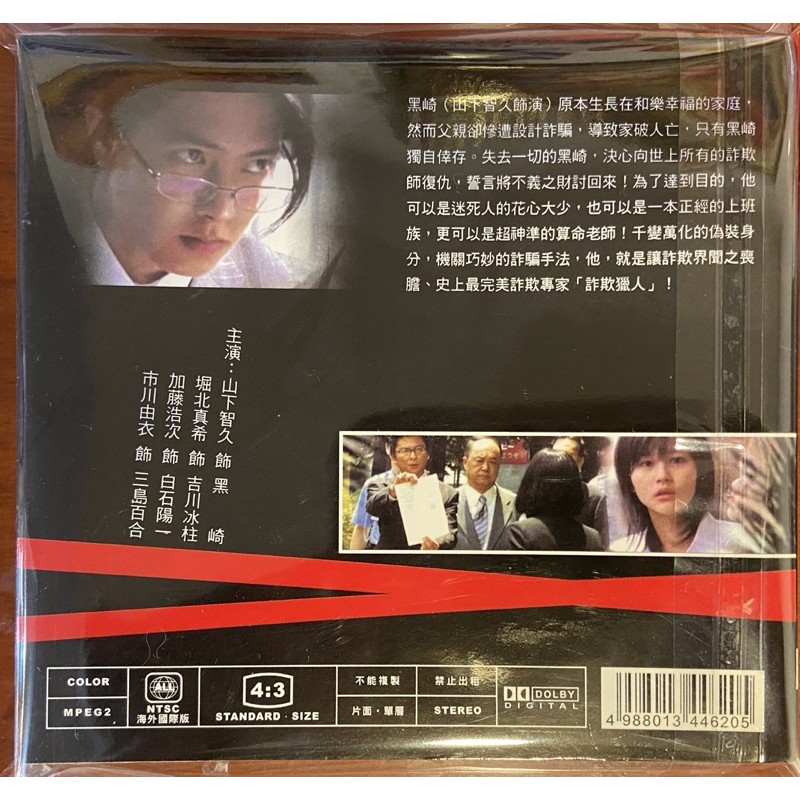 黑崎（山下智久飾演）原本生長在和樂幸福的家庭，
然而父親卻慘遭設計詐騙，導致家破人亡，只有黑崎
獨自倖存。失去一切的黑崎，決心向世上所有的詐欺
師復仇，誓言將不義之財討回來！為了達到目的，他
可以是迷死人的花心大少，也可以是一本正經的上班
族，更可以是超神準的算命老師！千變萬化的偽裝身
分，機關巧妙的詐騙手法，他，就是讓詐欺界聞之喪
膽、史上最完美詐欺專家「詐欺獵人」！
主演：山下智久 飾 黑 崎
堀北真希 飾 吉川冰柱
加藤浩次 飾 白石陽一
市川由衣 飾 三島百合
COLOR
MPEG2
ALL
NTSC
海外國際版
4:3
STANDARD·SIZE
不能複製
片面·單層
禁止出租
STEREO
DOLBY
DIGITAL
4 988013 446205